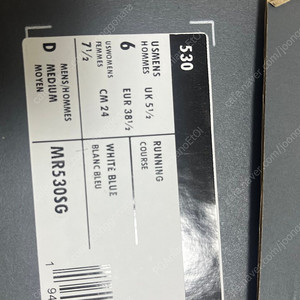 530
USMENS
HOMMES
6
UK 5½
EUR 38½
USWOMENS
FEMMES
7½
CM 24
D
MEDIUM
MOYEN
MENS/HOMMES
RUNNING
COURSE
WHITE BLUE
BLANC BLEU
MR530SG